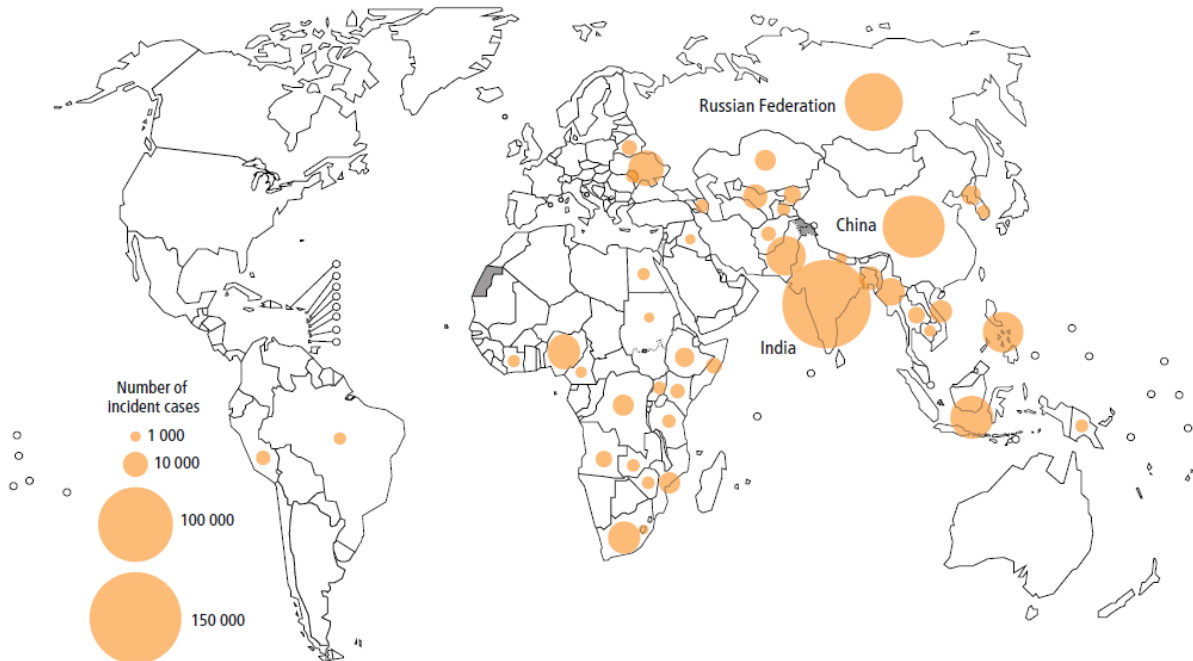 Russian Federation
China
India
Number of
incident cases
1 000
10 000
100 000
150 000